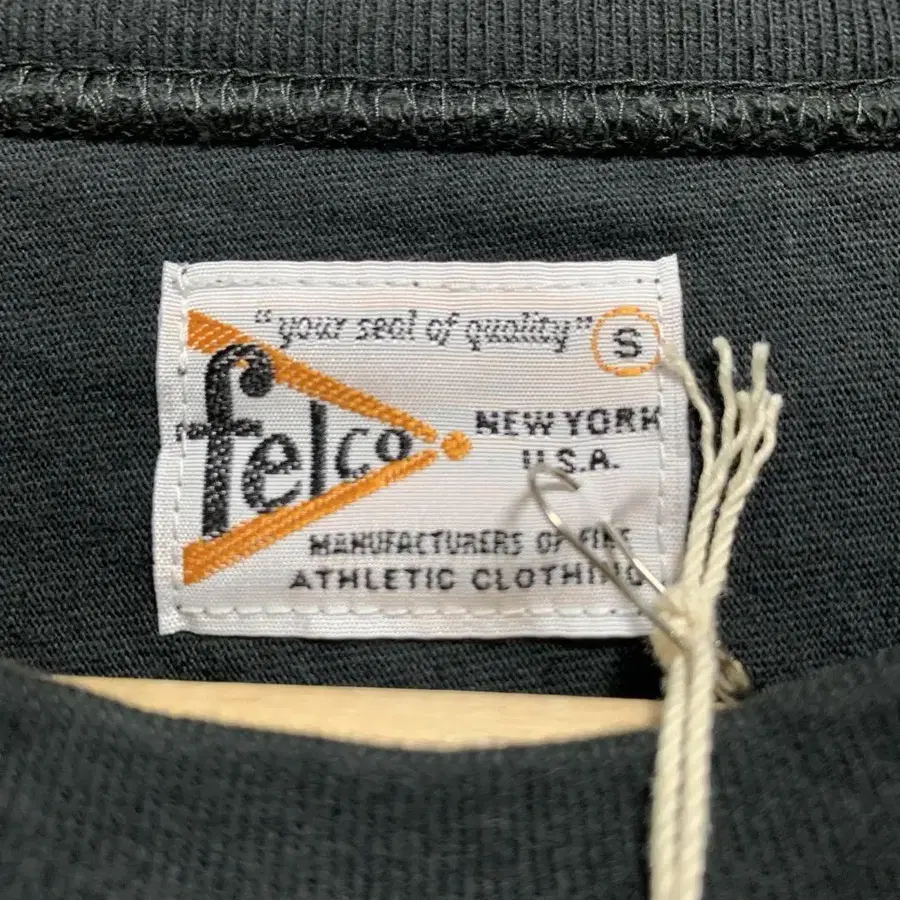 "your seal of quality" S
felco
NEW YORK
U.S.A.
MANUFACTURERS OF FINE
ATHLETIC CLOTHING